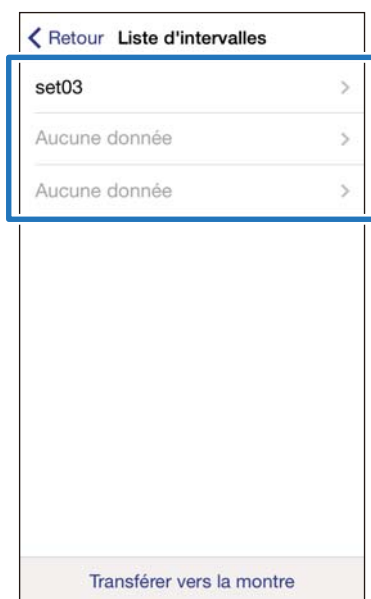 Retour Liste d'intervalles
set03
Aucune donnée
Aucune donnée
Transférer vers la montre